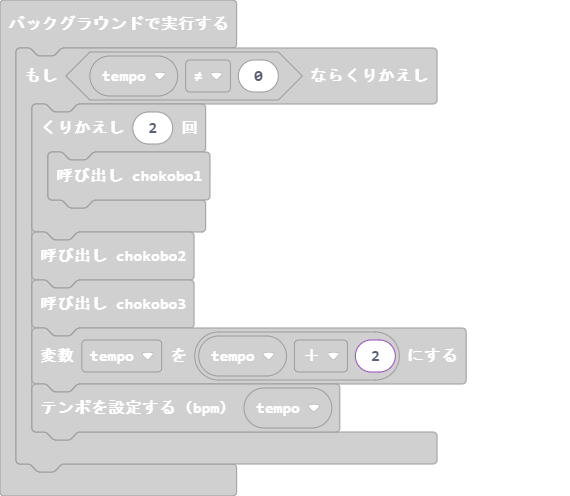 バックグラウンドで実行する
もし tempo ≠ 0 ならくりかえし
くりかえし 2 回
呼び出し chokobo1
呼び出し chokobo2
呼び出し chokobo3
変数 tempo を tempo + 2 にする
テンポを設定する（bpm） tempo